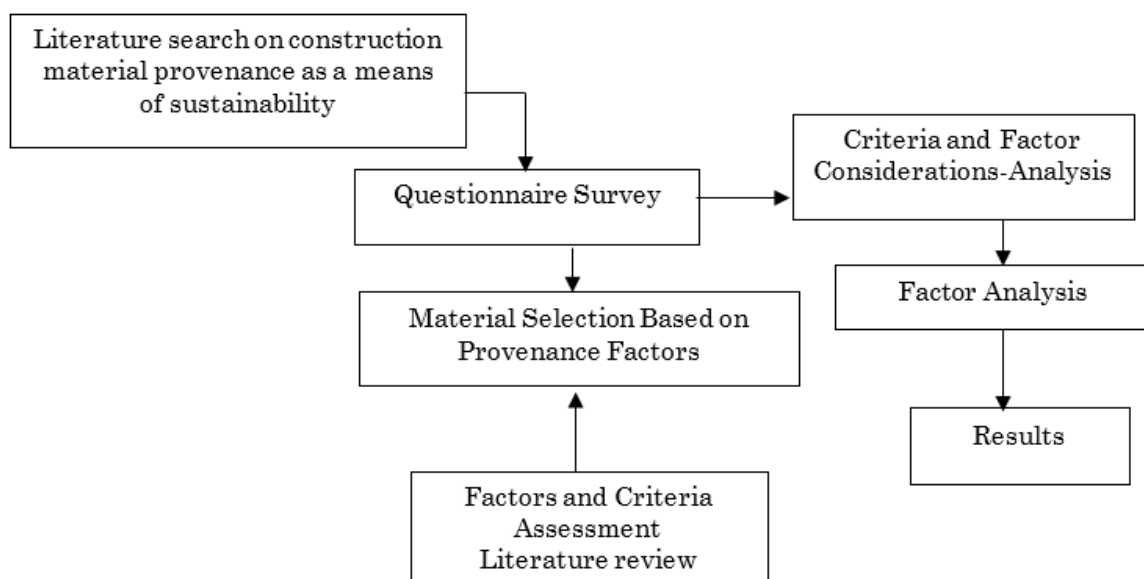 Literature search on construction
material provenance as a means
of sustainability
Criteria and Factor
Considerations-Analysis
Questionnaire Survey
Factor Analysis
Material Selection Based on
Provenance Factors
Results
Factors and Criteria
Assessment
Literature review